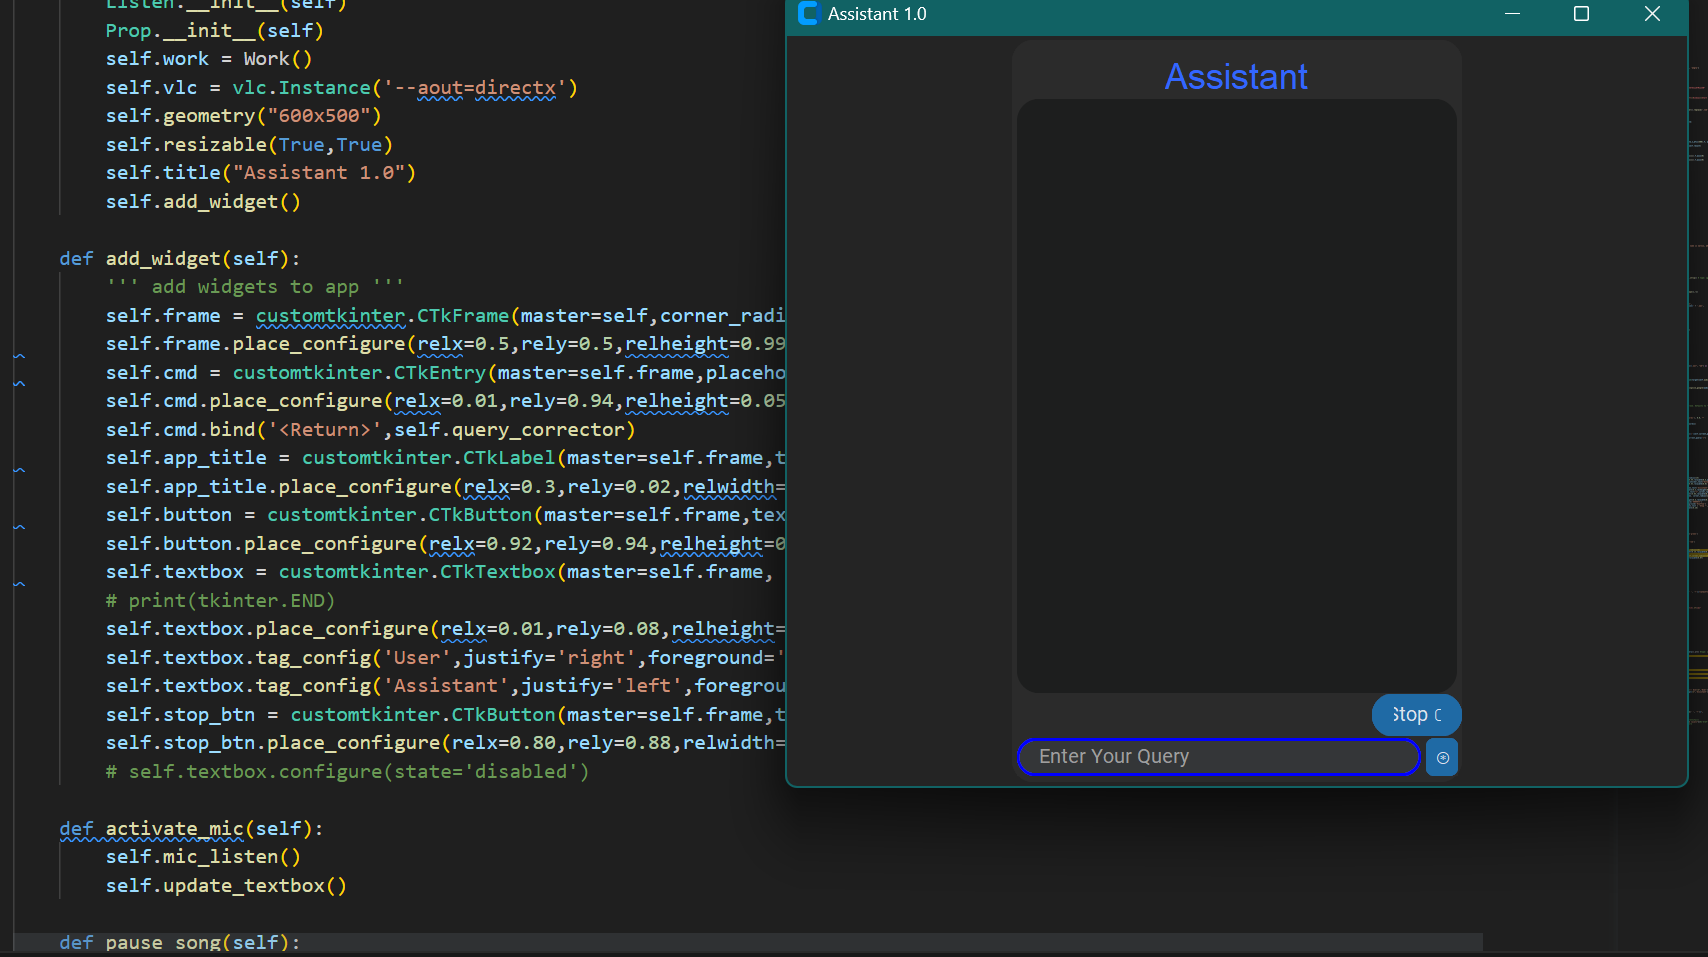 Listen.__init__(self)
Prop.__init__(self)
self.work = Work()
self.vlc = vlc.Instance('--aout=directx')
self.geometry("600x500")
self.resizable(True,True)
self.title("Assistant 1.0")
self.add_widget()
def add_widget(self):
''' add widgets to app '''
self.frame = customtkinter.CTkFrame(master=self,corner_radi
self.frame.place_configure(relx=0.5,rely=0.5,relheight=0.99
self.cmd = customtkinter.CTkEntry(master=self.frame,placeho
self.cmd.place_configure(relx=0.01,rely=0.94,relheight=0.05
self.cmd.bind('<Return>',self.query_corrector)
self.app_title = customtkinter.CTkLabel(master=self.frame,t
self.app_title.place_configure(relx=0.3,rely=0.02,relwidth=
self.button = customtkinter.CTkButton(master=self.frame,tex
self.button.place_configure(relx=0.92,rely=0.94,relheight=0
self.textbox = customtkinter.CTkTextbox(master=self.frame,
# print(tkinter.END)
self.textbox.place_configure(relx=0.01,rely=0.08,relheight=
self.textbox.tag_config('User',justify='right',foreground='
self.textbox.tag_config('Assistant',justify='left',foregrou
self.stop_btn = customtkinter.CTkButton(master=self.frame,t
self.stop_btn.place_configure(relx=0.80,rely=0.88,relwidth=
# self.textbox.configure(state='disabled')
def activate_mic(self):
self.mic_listen()
self.update_textbox()
def pause_song(self):
Assistant 1.0
Assistant
Stop
Enter Your Query